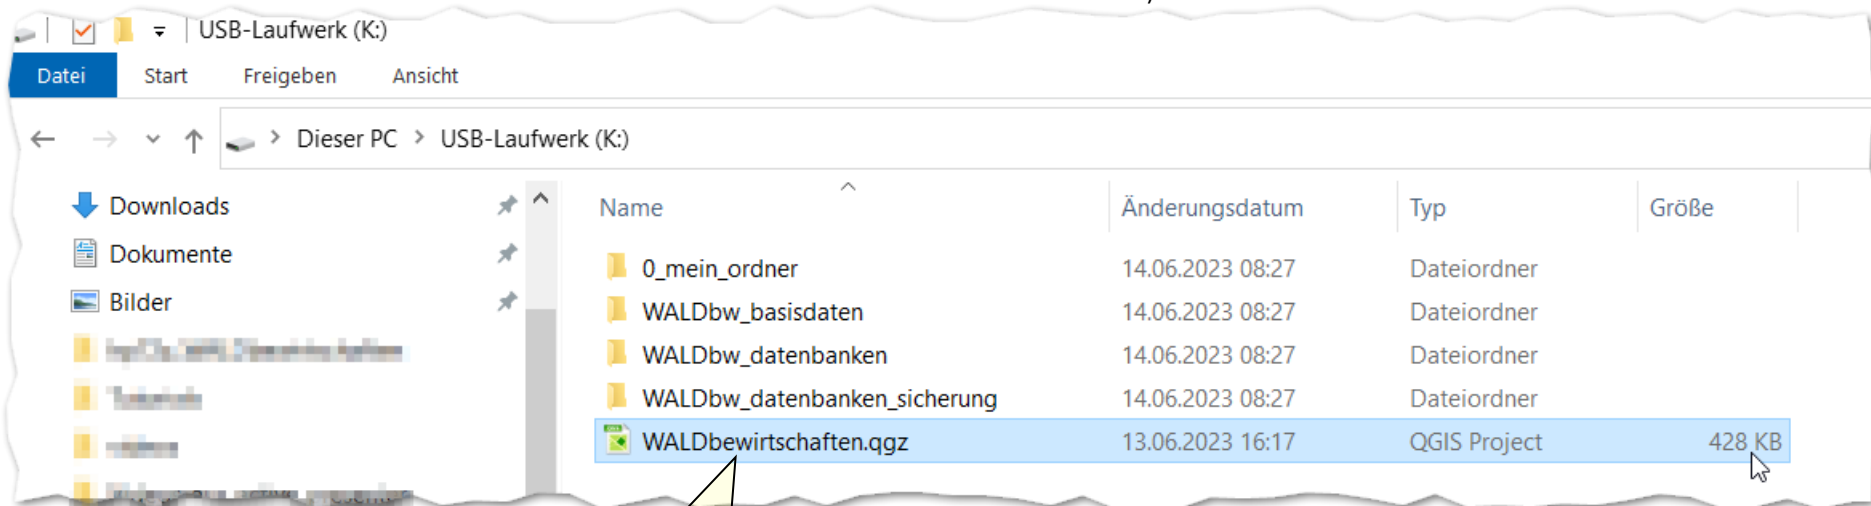 USB-Laufwerk (K:)
Datei Start Freigeben Ansicht
Dieser PC > USB-Laufwerk (K:)
Downloads
Dokumente
Bilder
Name Änderungsdatum Typ Größe
0_mein_ordner 14.06.2023 08:27 Dateiordner
WALDbw_basisdaten 14.06.2023 08:27 Dateiordner
WALDbw_datenbanken 14.06.2023 08:27 Dateiordner
WALDbw_datenbanken_sicherung 14.06.2023 08:27 Dateiordner
WALDbewirtschaften.qgz 13.06.2023 16:17 QGIS Project 428 KB